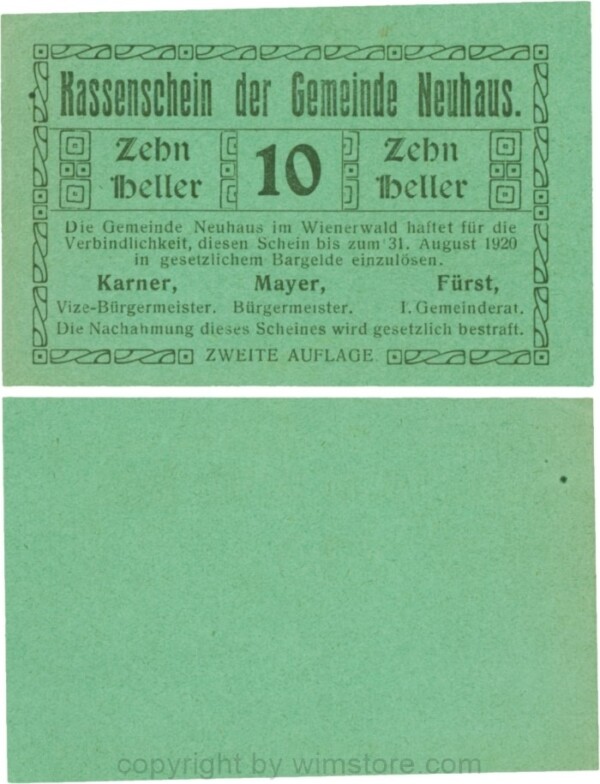 Kassenschein der Gemeinde Neuhaus.
Zehn Heller 10 Zehn Heller
Die Gemeinde Neuhaus im Wienerwald haftet für die
Verbindlichkeit, diesen Schein bis zum 31. August 1920
in gesetzlichem Bargelde einzulösen.
Karner, Mayer, Fürst,
Vize-Bürgermeister. Bürgermeister. I. Gemeinderat.
Die Nachahmung dieses Scheines wird gesetzlich bestraft.
ZWEITE AUFLAGE
copyright by wimstore.com